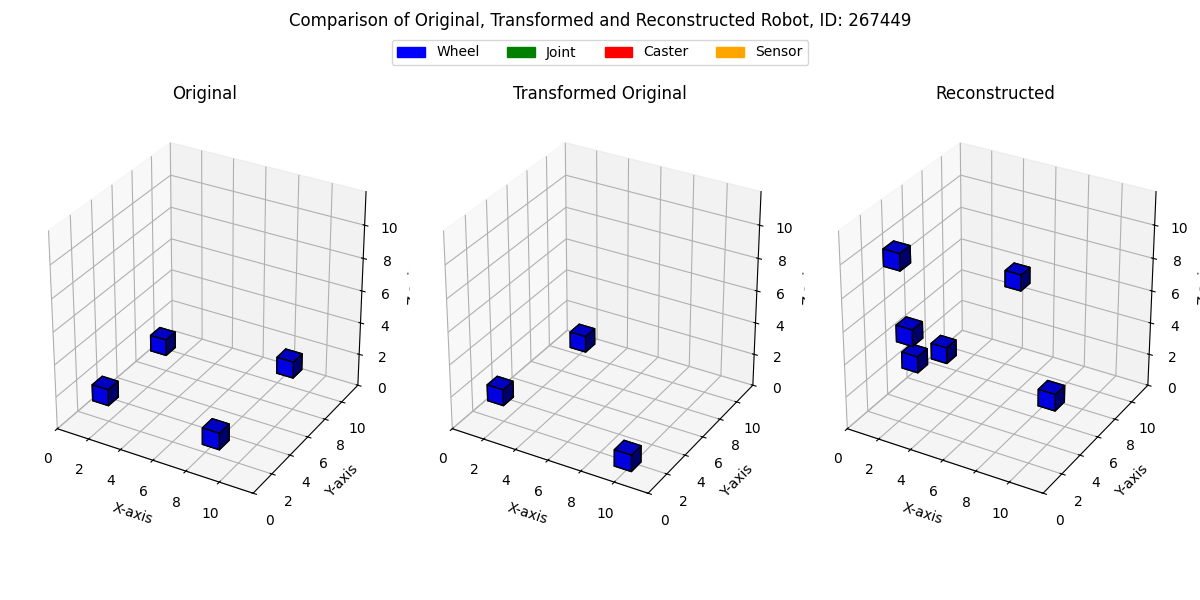 Comparison of Original, Transformed and Reconstructed Robot, ID: 267449
Wheel Joint Caster Sensor
Original Transformed Original Reconstructed
10 10 10
8 8 8
6 6 6
4 4 4
2 2 2
0 0 0
10 10 10
8 8 8
6 6 6
4 4 4
2 2 2
0 0 0
0 2 4 6 8 10 0 2 4 6 8 10 0 2 4 6 8 10
X-axis Y-axis X-axis Y-axis X-axis Y-axis